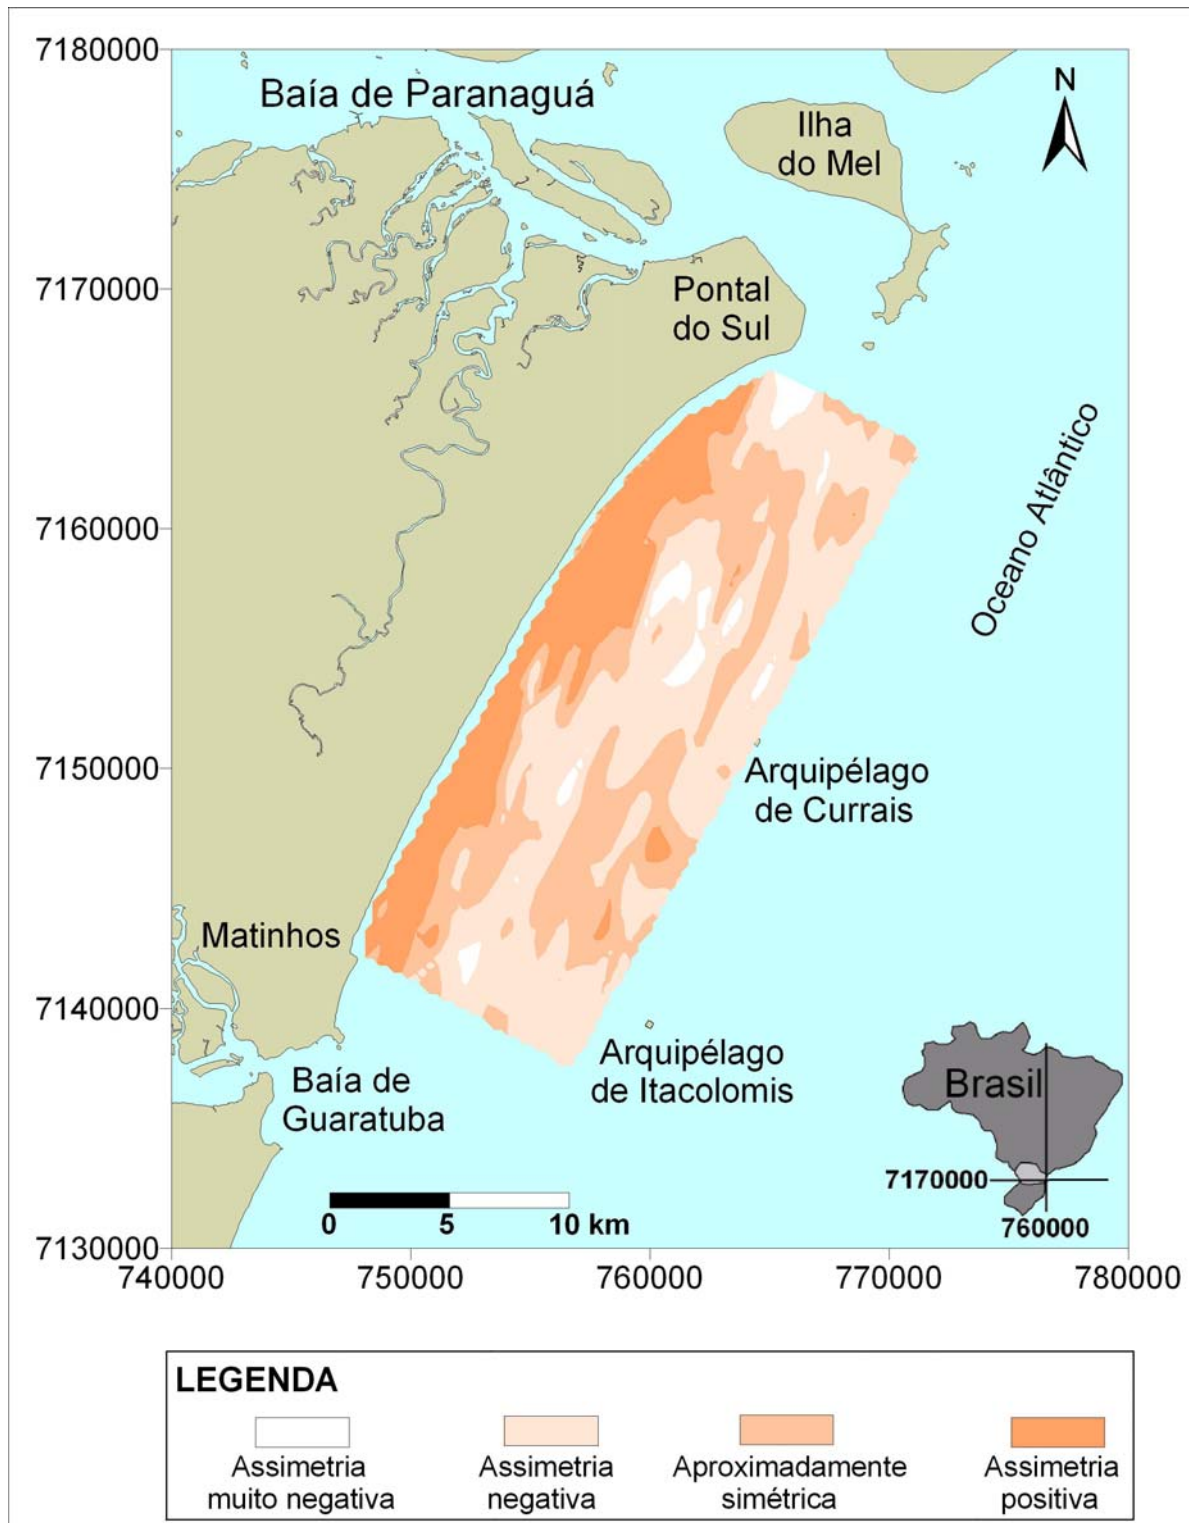 7180000
Baía de Paranaguá
N
Ilha
do Mel
7170000
Pontal
do Sul
Oceano Atlântico
7160000
7150000
Arquipélago
de Currais
Matinhos
7140000
Arquipélago
de Itacolomis
Baía de
Guaratuba
Brasil
7170000
760000
0 5 10 km
7130000
740000 750000 760000 770000 780000
LEGENDA
Assimetria
muito negativa
Assimetria
negativa
Aproximadamente
simétrica
Assimetria
positiva